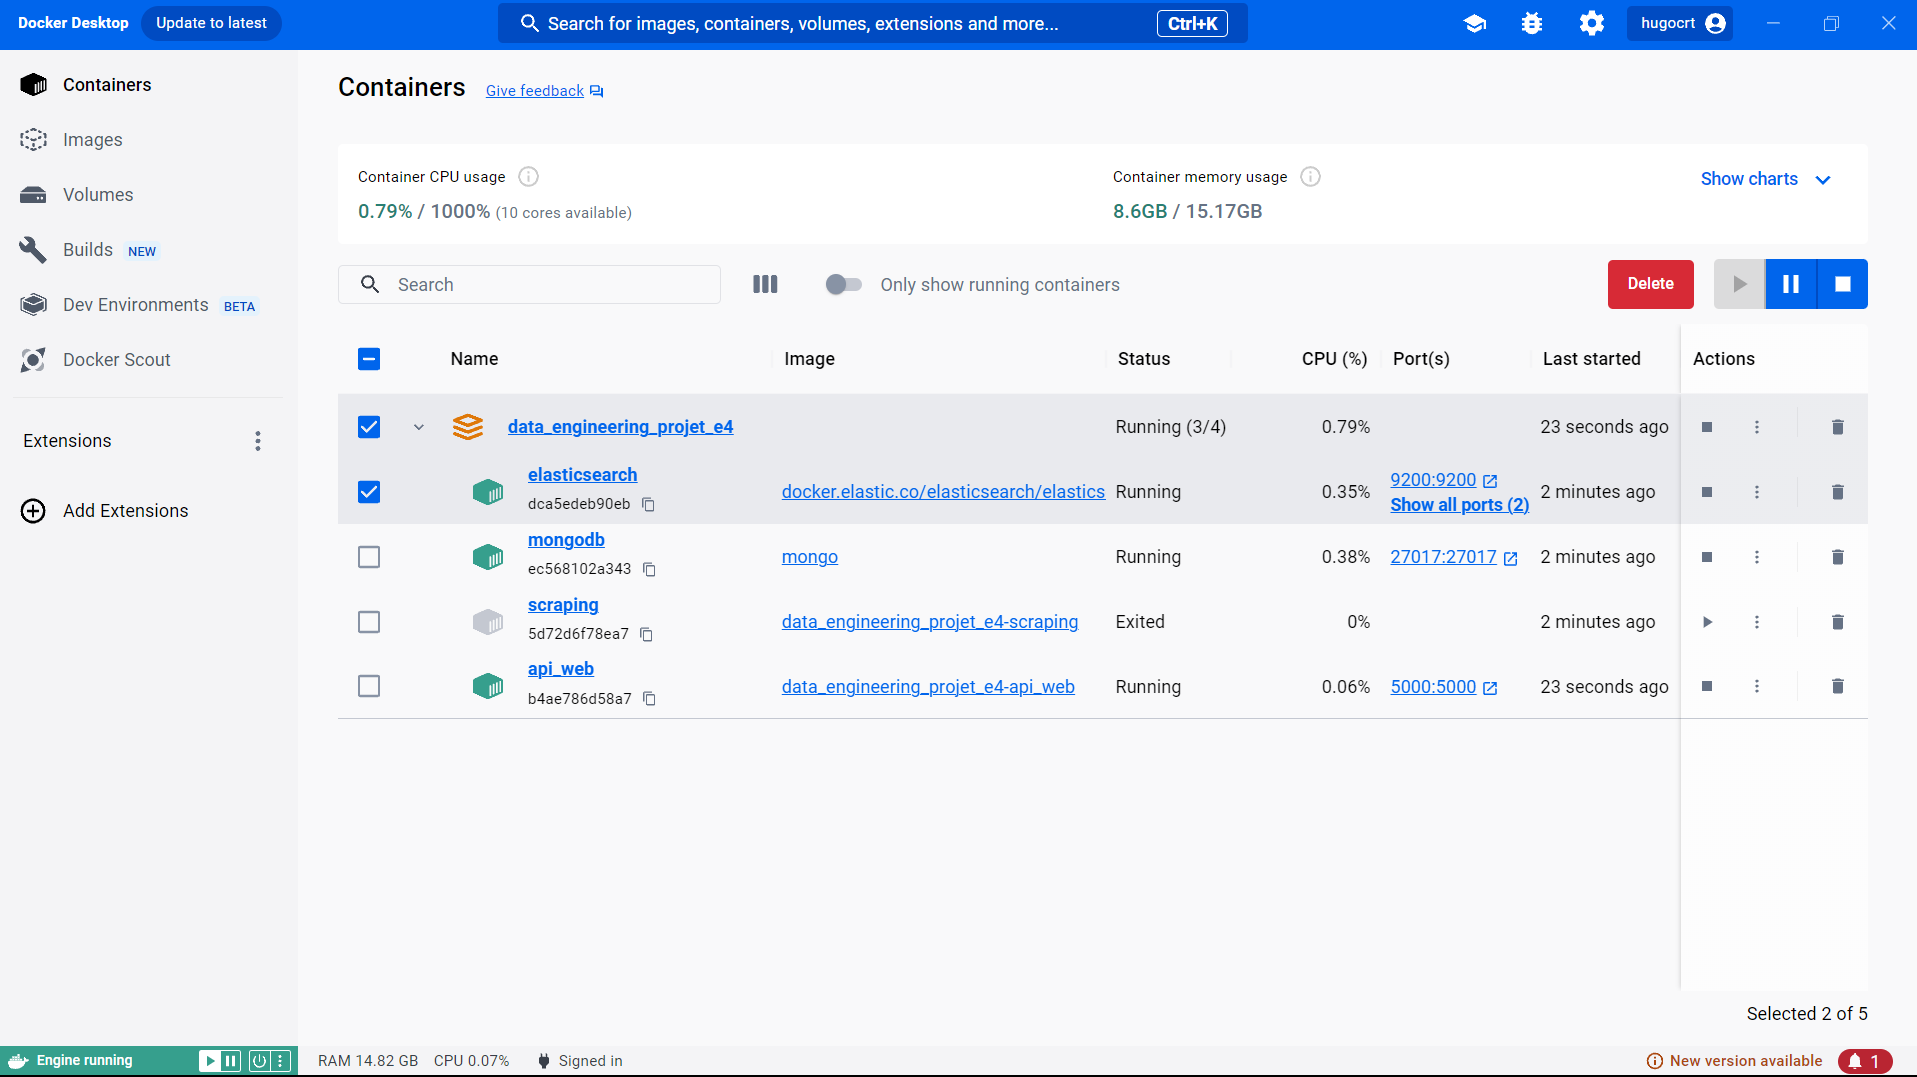 Docker Desktop
Update to latest
Search for images, containers, volumes, extensions and more...
Ctrl+K
hugocrt
Containers
Images
Volumes
Builds NEW
Dev Environments BETA
Docker Scout
Extensions
Add Extensions
Containers
Give feedback
Container CPU usage
0.79% / 1000% (10 cores available)
Container memory usage
8.6GB / 15.17GB
Show charts
Search
Only show running containers
Delete
Name Image Status CPU (%) Port(s) Last started Actions
data_engineering_projet_e4 Running (3/4) 0.79% 23 seconds ago
elasticsearch
dca5edeb90eb
docker.elastic.co/elasticsearch/elastics Running 0.35%
9200:9200
Show all ports (2)
2 minutes ago
mongodb
ec568102a343
mongo Running 0.38% 27017:27017 2 minutes ago
scraping
5d72d6f78ea7
data_engineering_projet_e4-scraping Exited 0% 2 minutes ago
api_web
b4ae786d58a7
data_engineering_projet_e4-api_web Running 0.06% 5000:5000 23 seconds ago
Selected 2 of 5
Engine running
RAM 14.82 GB CPU 0.07% Signed in
New version available
1